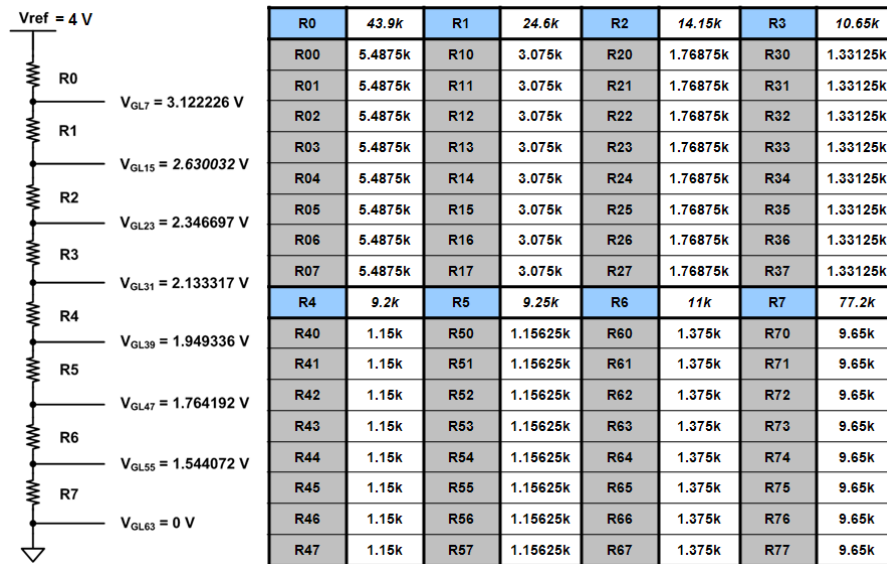 Vref = 4 V
R0
V_GL7 = 3.122226 V
R1
V_GL15 = 2.630032 V
R2
V_GL23 = 2.346697 V
R3
V_GL31 = 2.133317 V
R4
V_GL39 = 1.949336 V
R5
V_GL47 = 1.764192 V
R6
V_GL55 = 1.544072 V
R7
V_GL63 = 0 V
R0 43.9k R1 24.6k R2 14.15k R3 10.65k
R00 5.4875k R10 3.075k R20 1.76875k R30 1.33125k
R01 5.4875k R11 3.075k R21 1.76875k R31 1.33125k
R02 5.4875k R12 3.075k R22 1.76875k R32 1.33125k
R03 5.4875k R13 3.075k R23 1.76875k R33 1.33125k
R04 5.4875k R14 3.075k R24 1.76875k R34 1.33125k
R05 5.4875k R15 3.075k R25 1.76875k R35 1.33125k
R06 5.4875k R16 3.075k R26 1.76875k R36 1.33125k
R07 5.4875k R17 3.075k R27 1.76875k R37 1.33125k
R4 9.2k R5 9.25k R6 11k R7 77.2k
R40 1.15k R50 1.15625k R60 1.375k R70 9.65k
R41 1.15k R51 1.15625k R61 1.375k R71 9.65k
R42 1.15k R52 1.15625k R62 1.375k R72 9.65k
R43 1.15k R53 1.15625k R63 1.375k R73 9.65k
R44 1.15k R54 1.15625k R64 1.375k R74 9.65k
R45 1.15k R55 1.15625k R65 1.375k R75 9.65k
R46 1.15k R56 1.15625k R66 1.375k R76 9.65k
R47 1.15k R57 1.15625k R67 1.375k R77 9.65k